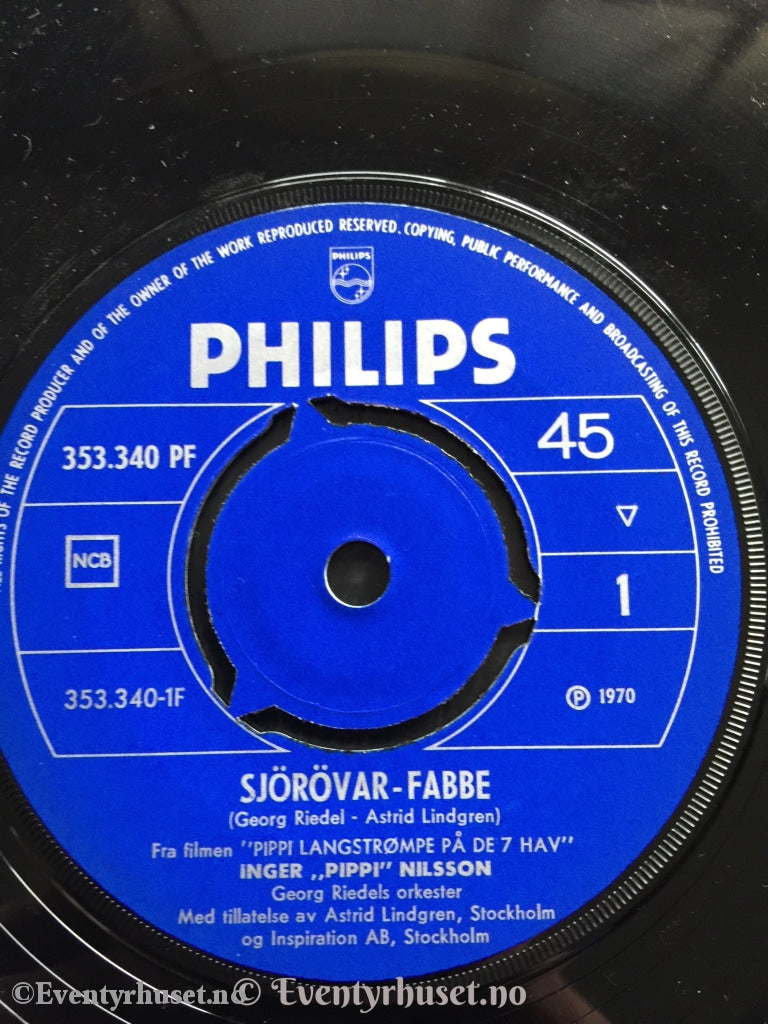 RIGHTS OF THE RECORD PRODUCER AND OF THE OWNER OF THE WORK REPRODUCED RESERVED. COPYING, PUBLIC PERFORMANCE AND BROADCASTING OF THIS RECORD PROHIBITED
PHILIPS
PHILIPS
353.340 PF
45
NCB
1
353.340-1F
℗ 1970
SJÖRÖVAR-FABBE
(Georg Riedel - Astrid Lindgren)
Fra filmen "PIPPI LANGSTRØMPE PÅ DE 7 HAV"
INGER „PIPPI" NILSSON
Georg Riedels orkester
Med tillatelse av Astrid Lindgren, Stockholm
og Inspiration AB, Stockholm
©Eventyrhuset.no
© Eventyrhuset.no